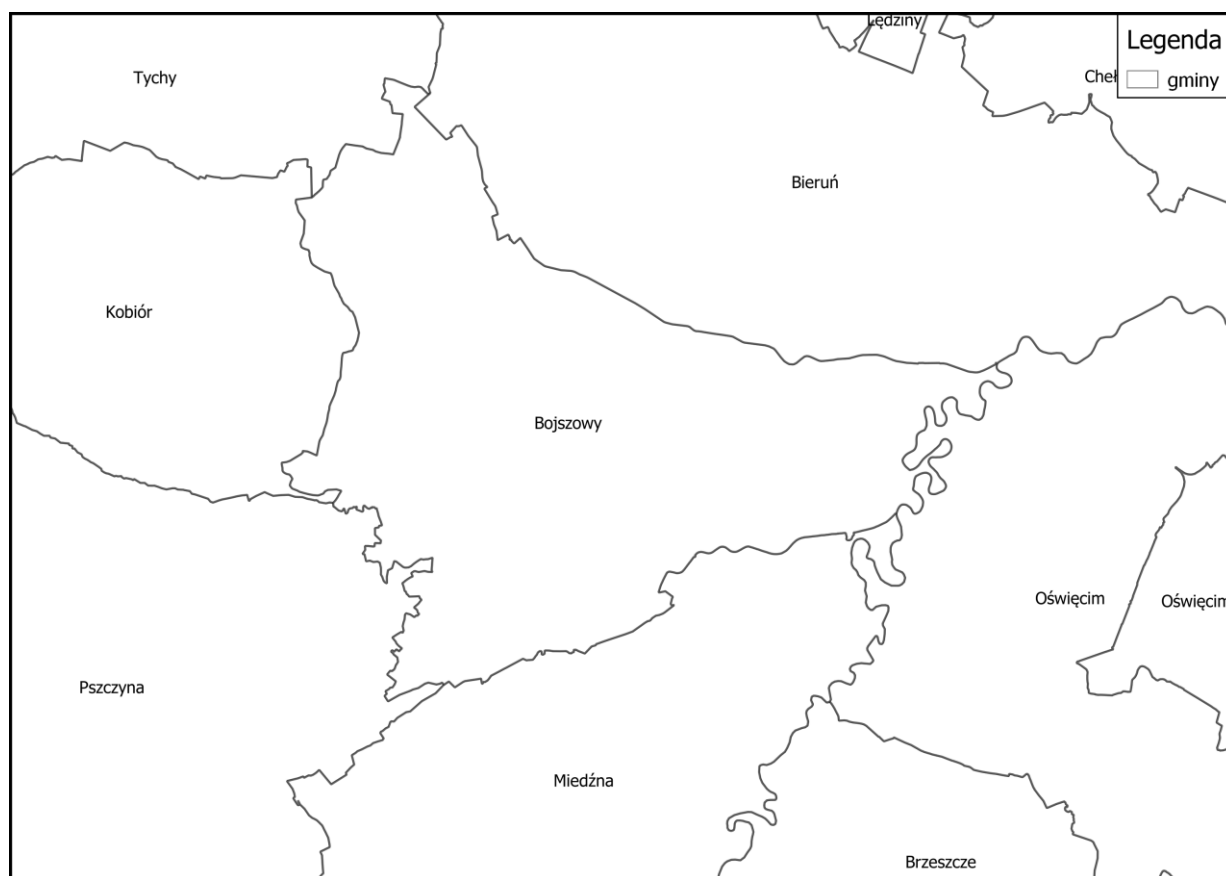 Lędziny
Legenda
gminy
Tychy
Cheł
Bieruń
Kobiór
Bojszowy
Oświęcim
Oświęcim
Pszczyna
Miedźna
Brzeszcze